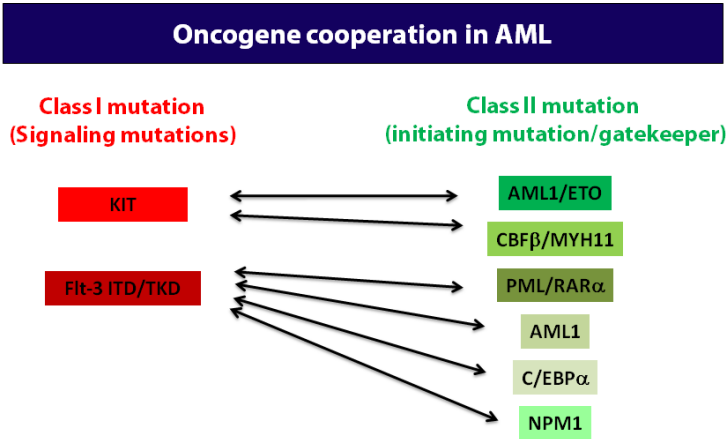 Oncogene cooperation in AML
Class I mutation
(Signaling mutations)
Class II mutation
(initiating mutation/gatekeeper)
KIT
AML1/ETO
CBFβ/MYH11
Flt-3 ITD/TKD
PML/RARα
AML1
C/EBPα
NPM1